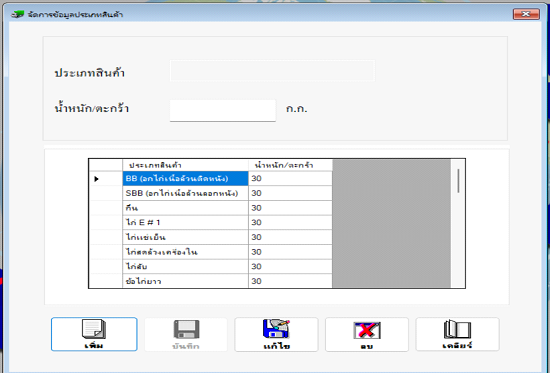 จัดการข้อมูลประเภทสินค้า
ประเภทสินค้า
น้ำหนัก/ตะกร้า ก.ก.
ประเภทสินค้า น้ำหนัก/ตะกร้า
BB (อกไก่เนื้อล้วนติดหนัง) 30
SBB (อกไก่เนื้อล้วนลอกหนัง) 30
กึ๋น 30
ไก่ E # 1 30
ไก่แช่เย็น 30
ไก่สดล้วงเครื่องใน 30
ไก่สับ 30
ข้อไก่ยาว 30
เพิ่ม บันทึก แก้ไข ลบ เคลียร์